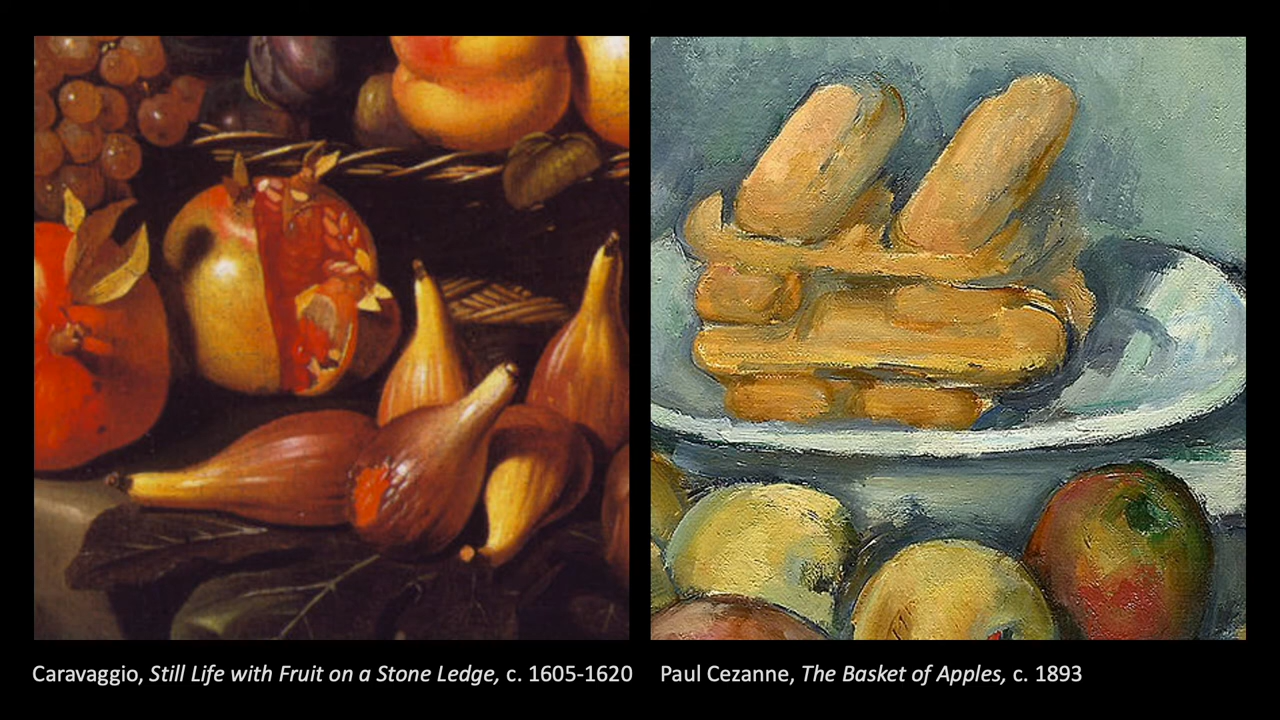 Caravaggio, Still Life with Fruit on a Stone Ledge, c. 1605-1620
Paul Cezanne, The Basket of Apples, c. 1893